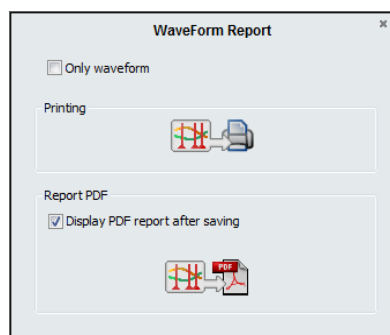 WaveForm Report
Only waveform
Printing
Report PDF
Display PDF report after saving
PDF